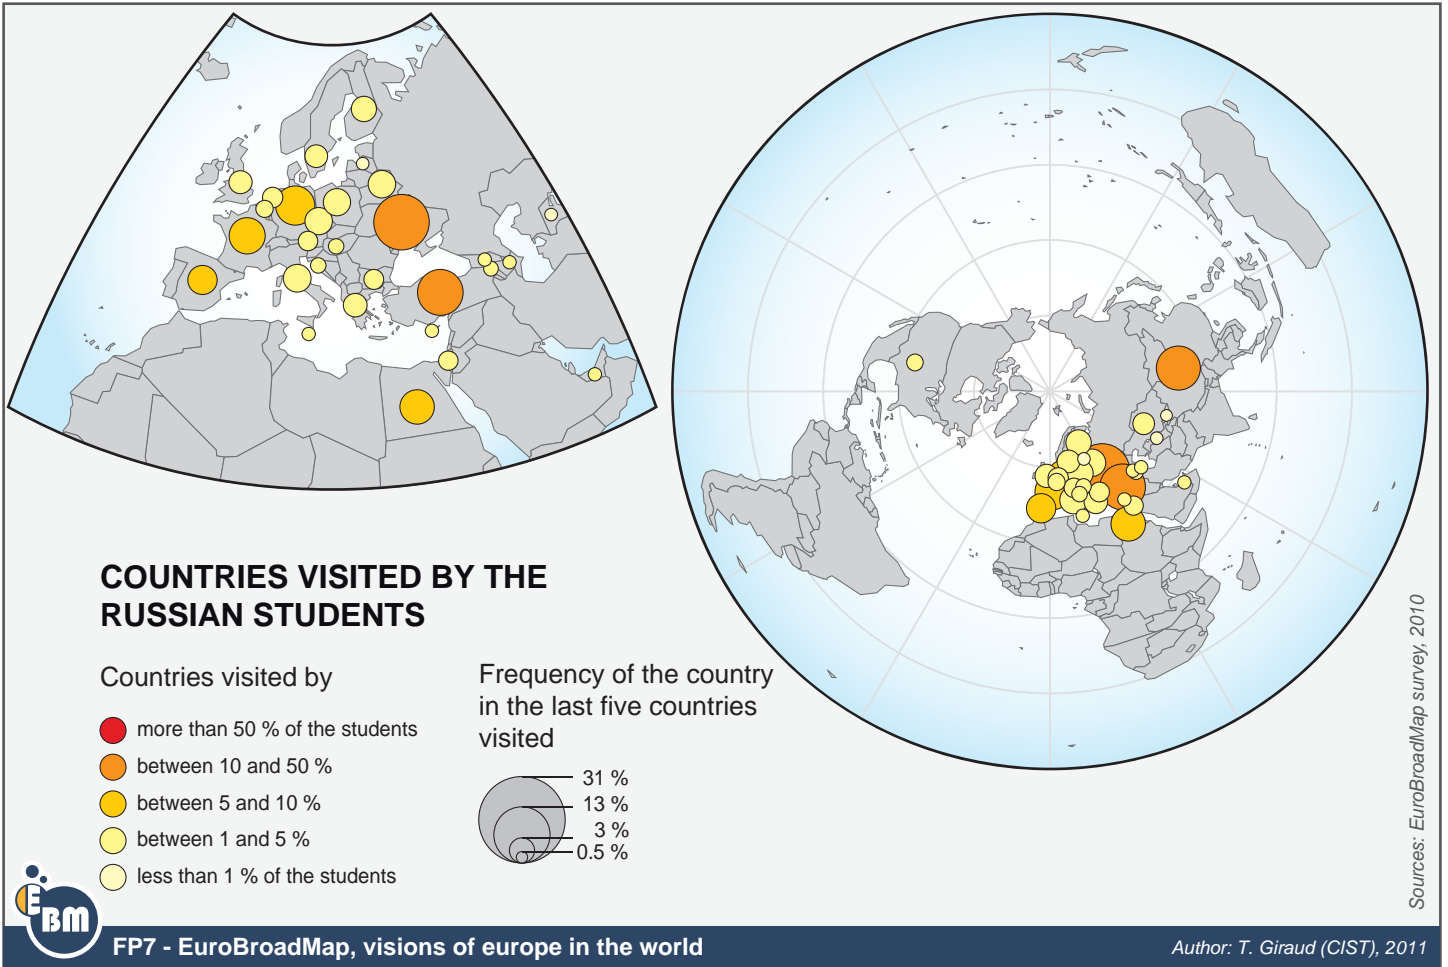 COUNTRIES VISITED BY THE
RUSSIAN STUDENTS
Countries visited by
more than 50 % of the students
between 10 and 50 %
between 5 and 10 %
between 1 and 5 %
less than 1 % of the students
Frequency of the country
in the last five countries
visited
31 %
13 %
3 %
0.5 %
Sources: EuroBroadMap survey, 2010
EBM
FP7 - EuroBroadMap, visions of europe in the world
Author: T. Giraud (CIST), 2011